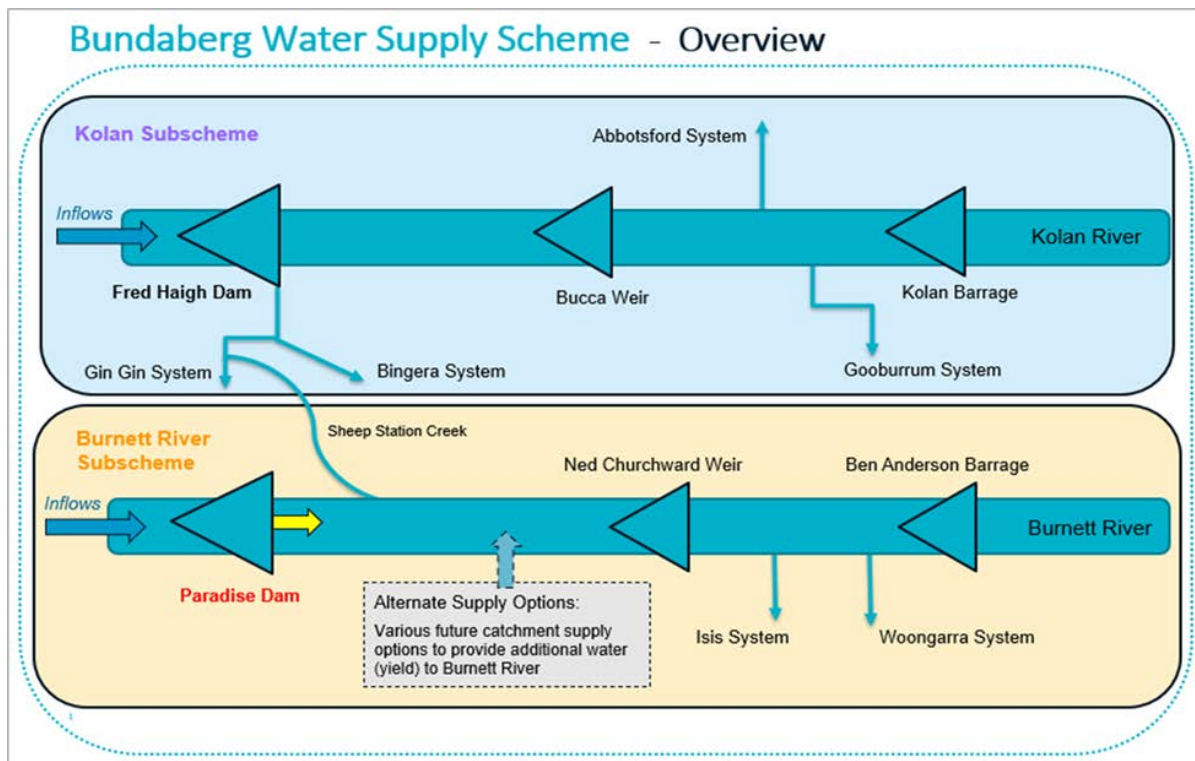 Bundaberg Water Supply Scheme - Overview
Kolan Subscheme
Abbotsford System
Inflows
Kolan River
Fred Haigh Dam
Bucca Weir
Kolan Barrage
Gin Gin System
Bingera System
Gooburrum System
Sheep Station Creek
Burnett River
Subscheme
Ned Churchward Weir
Ben Anderson Barrage
Inflows
Burnett River
Paradise Dam
Alternate Supply Options:
Various future catchment supply
options to provide additional water
(yield) to Burnett River
Isis System
Woongarra System